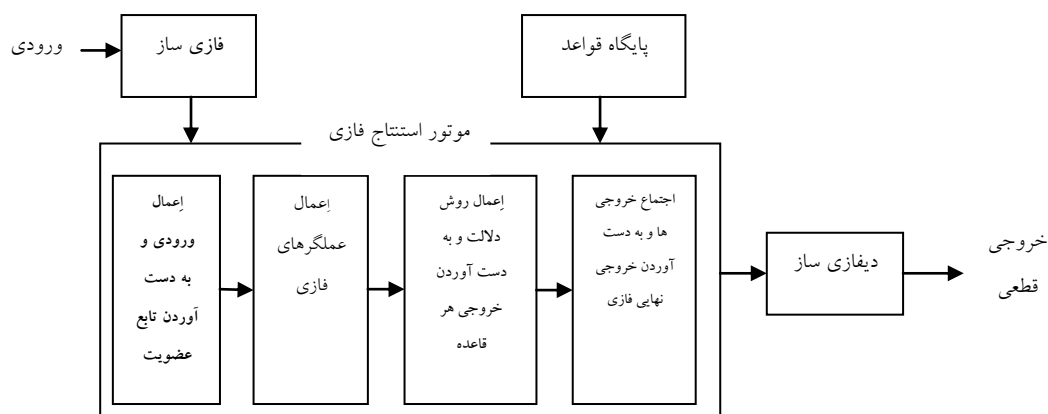 ورودی
فازی ساز
پایگاه قواعد
موتور استنتاج فازی
اِعمال
ورودی و
به دست
آوردن تابع
عضویت
اِعمال
عملگرهای
فازی
اِعمال روش
دلالت و به
دست آوردن
خروجی هر
قاعده
اجتماع خروجی
ها و به دست
آوردن خروجی
نهایی فازی
دیفازی ساز
خروجی
قطعی